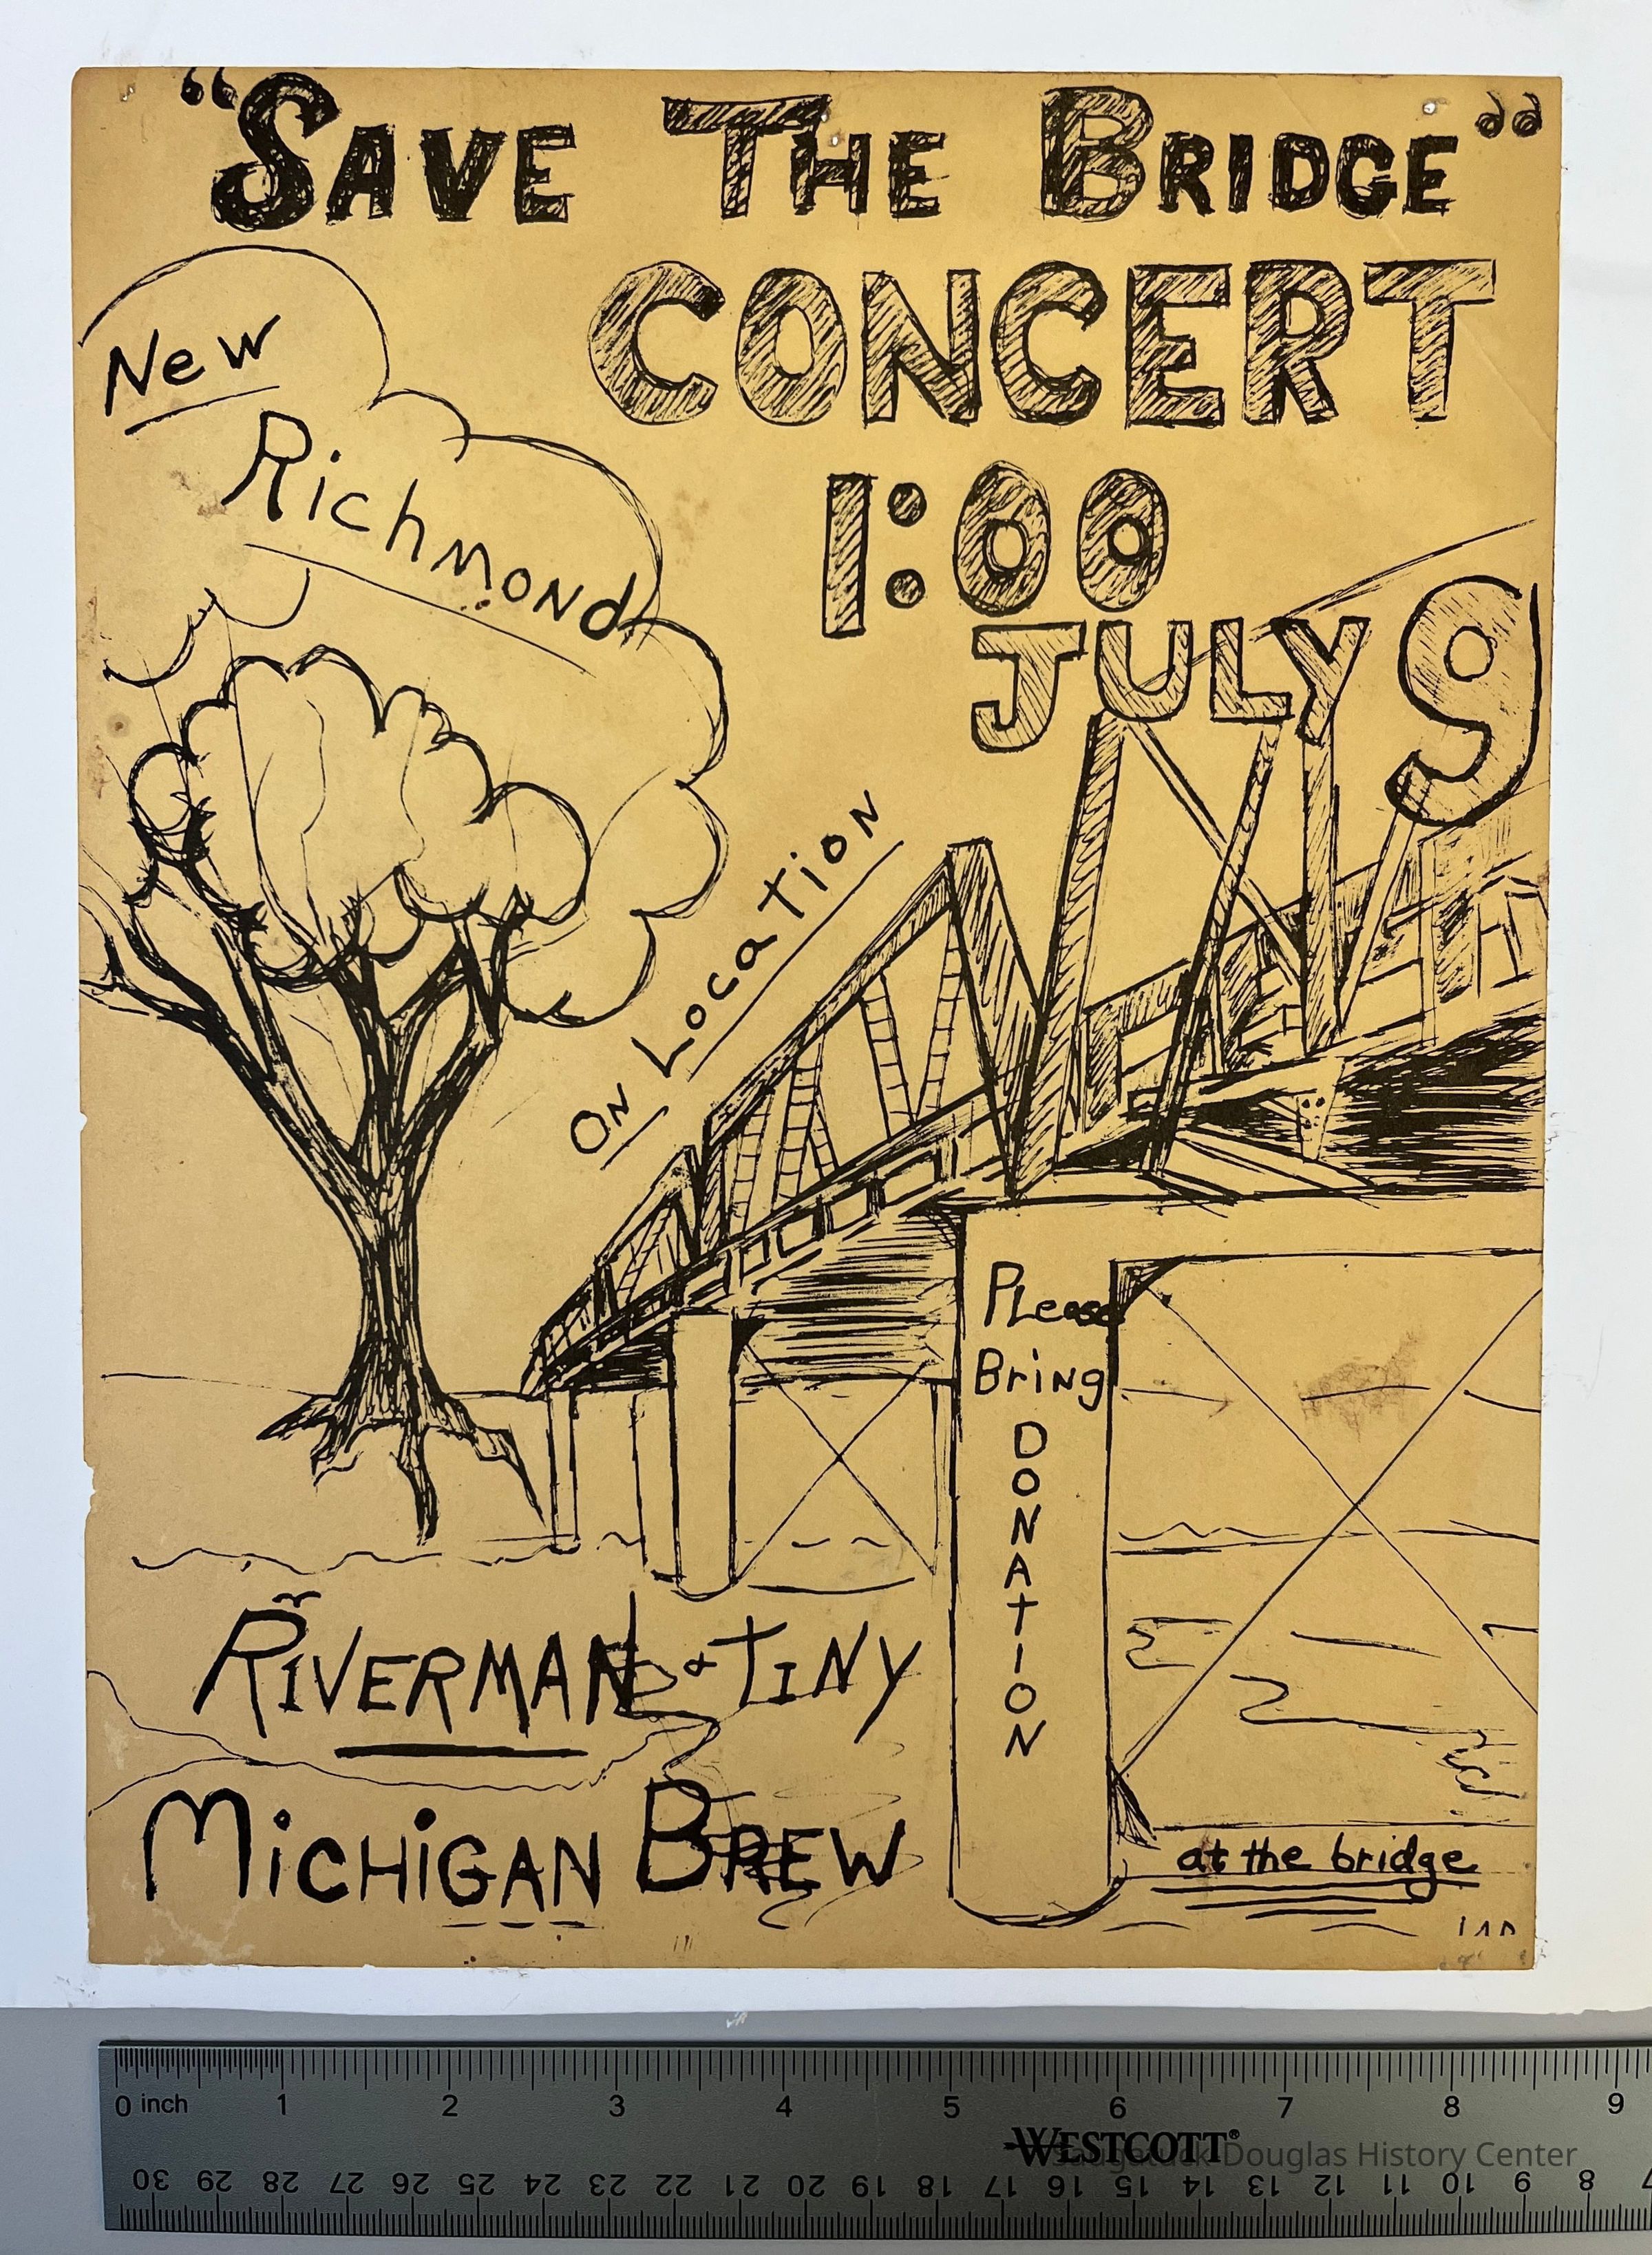 "SAVE THE BRIDGE"
CONCERT
1:00
JULY 9
New
Richmond
ON Location
Please
Bring
DONATION
RIVERMAN & TINY
MICHIGAN BREW
at the bridge
0 inch 1 2 3 4 5 6 7 8 9
WESTCOTT®
Saugatuck-Douglas History Center
30 29 28 27 26 25 24 23 22 21 20 19 18 17 16 15 14 13 12 11 10 9 8 7